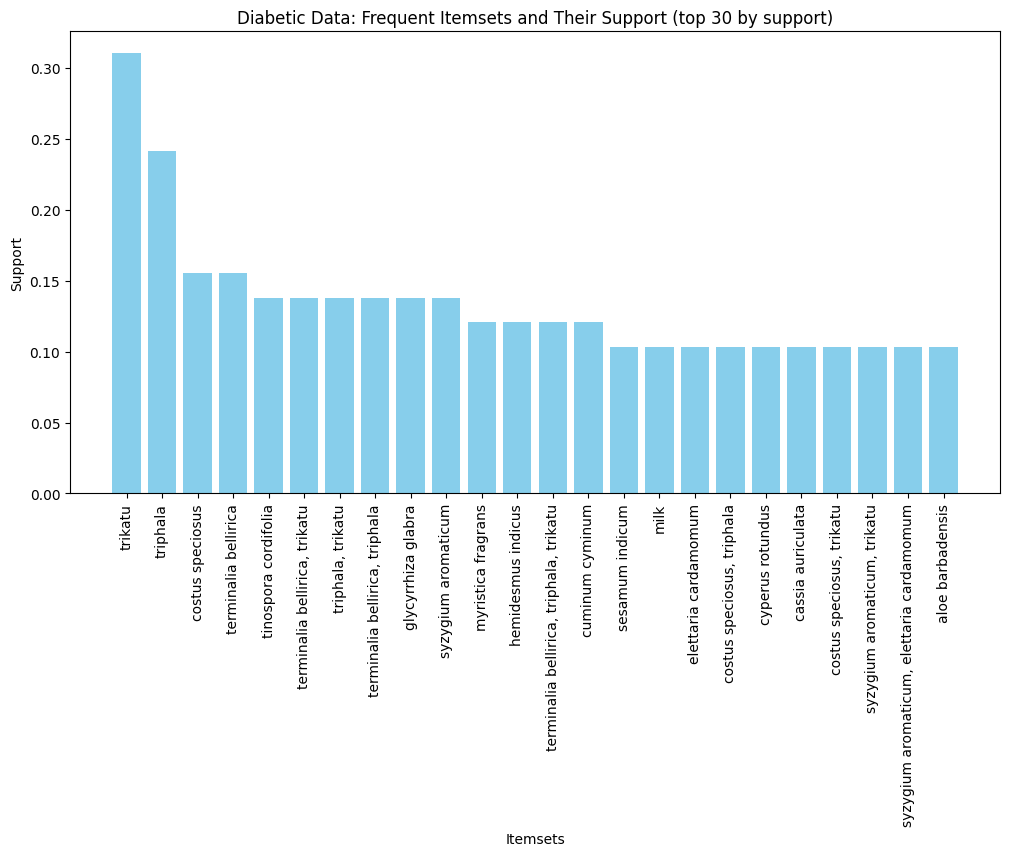 Diabetic Data: Frequent Itemsets and Their Support (top 30 by support)
0.30
0.25
0.20
0.15
0.10
0.05
0.00
Support
trikatu
triphala
costus speciosus
terminalia bellirica
tinospora cordifolia
terminalia bellirica, trikatu
triphala, trikatu
terminalia bellirica, triphala
glycyrrhiza glabra
syzygium aromaticum
myristica fragrans
hemidesmus indicus
terminalia bellirica, triphala, trikatu
cuminum cyminum
sesamum indicum
milk
elettaria cardamomum
costus speciosus, triphala
cyperus rotundus
cassia auriculata
costus speciosus, trikatu
syzygium aromaticum, trikatu
syzygium aromaticum, elettaria cardamomum
aloe barbadensis
Itemsets